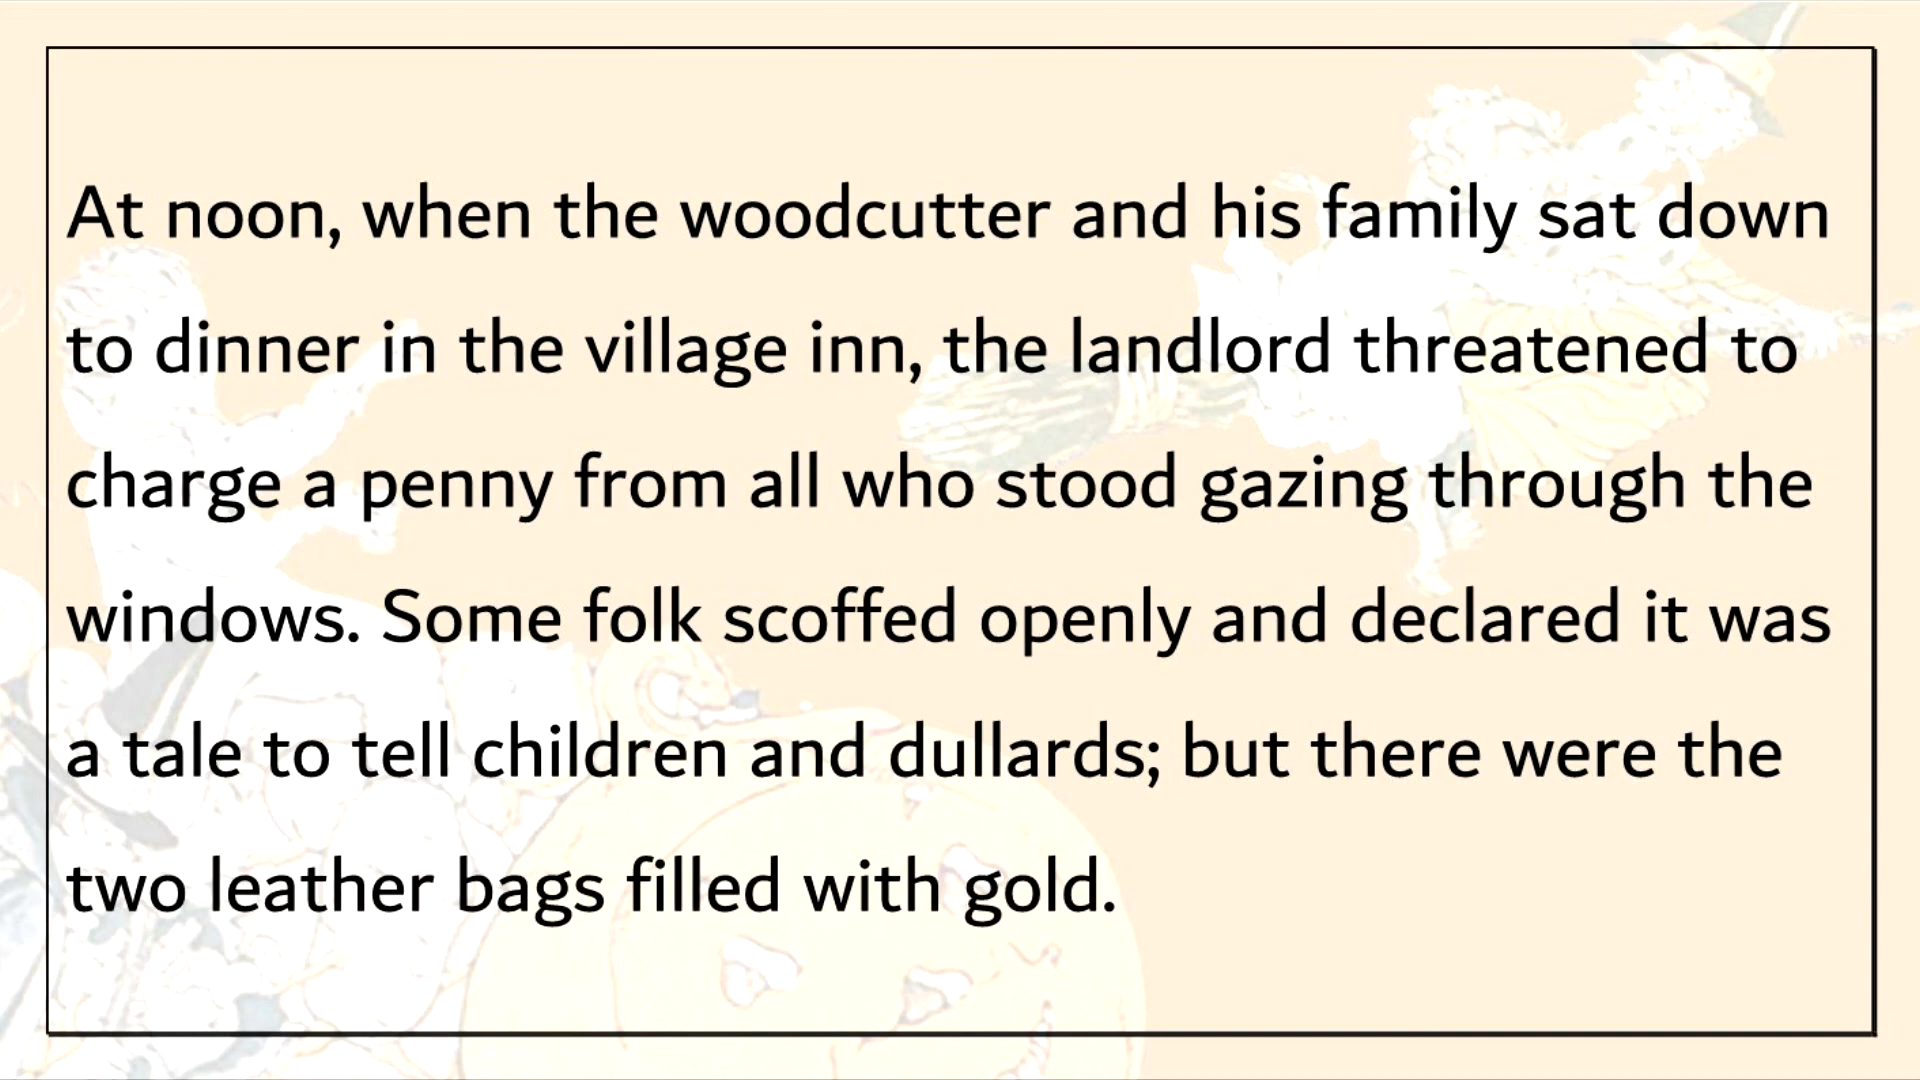 At noon, when the woodcutter and his family sat down
to dinner in the village inn, the landlord threatened to
charge a penny from all who stood gazing through the
windows. Some folk scoffed openly and declared it was
a tale to tell children and dullards; but there were the
two leather bags filled with gold.